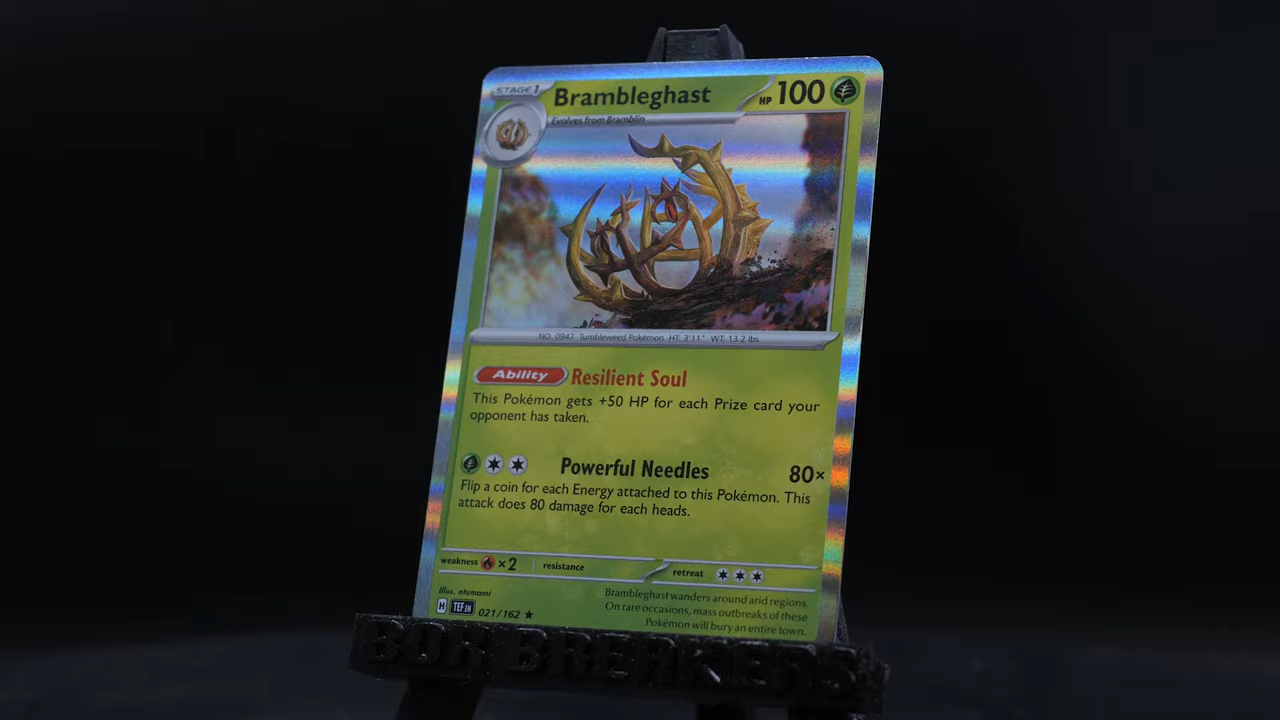 STAGE 1
Brambleghast
HP 100
Evolves from Bramblin
NO. 0947 Tumbleweed Pokémon HT: 3'11" WT: 13.2 lbs.
Ability Resilient Soul
This Pokémon gets +50 HP for each Prize card your
opponent has taken.
Powerful Needles 80×
Flip a coin for each Energy attached to this Pokémon. This
attack does 80 damage for each heads.
weakness ×2 resistance retreat
Illus. otumami
H TEF EN 021/162
Brambleghast wanders around arid regions.
On rare occasions, mass outbreaks of these
Pokémon will bury an entire town.
BOX BREAKERS